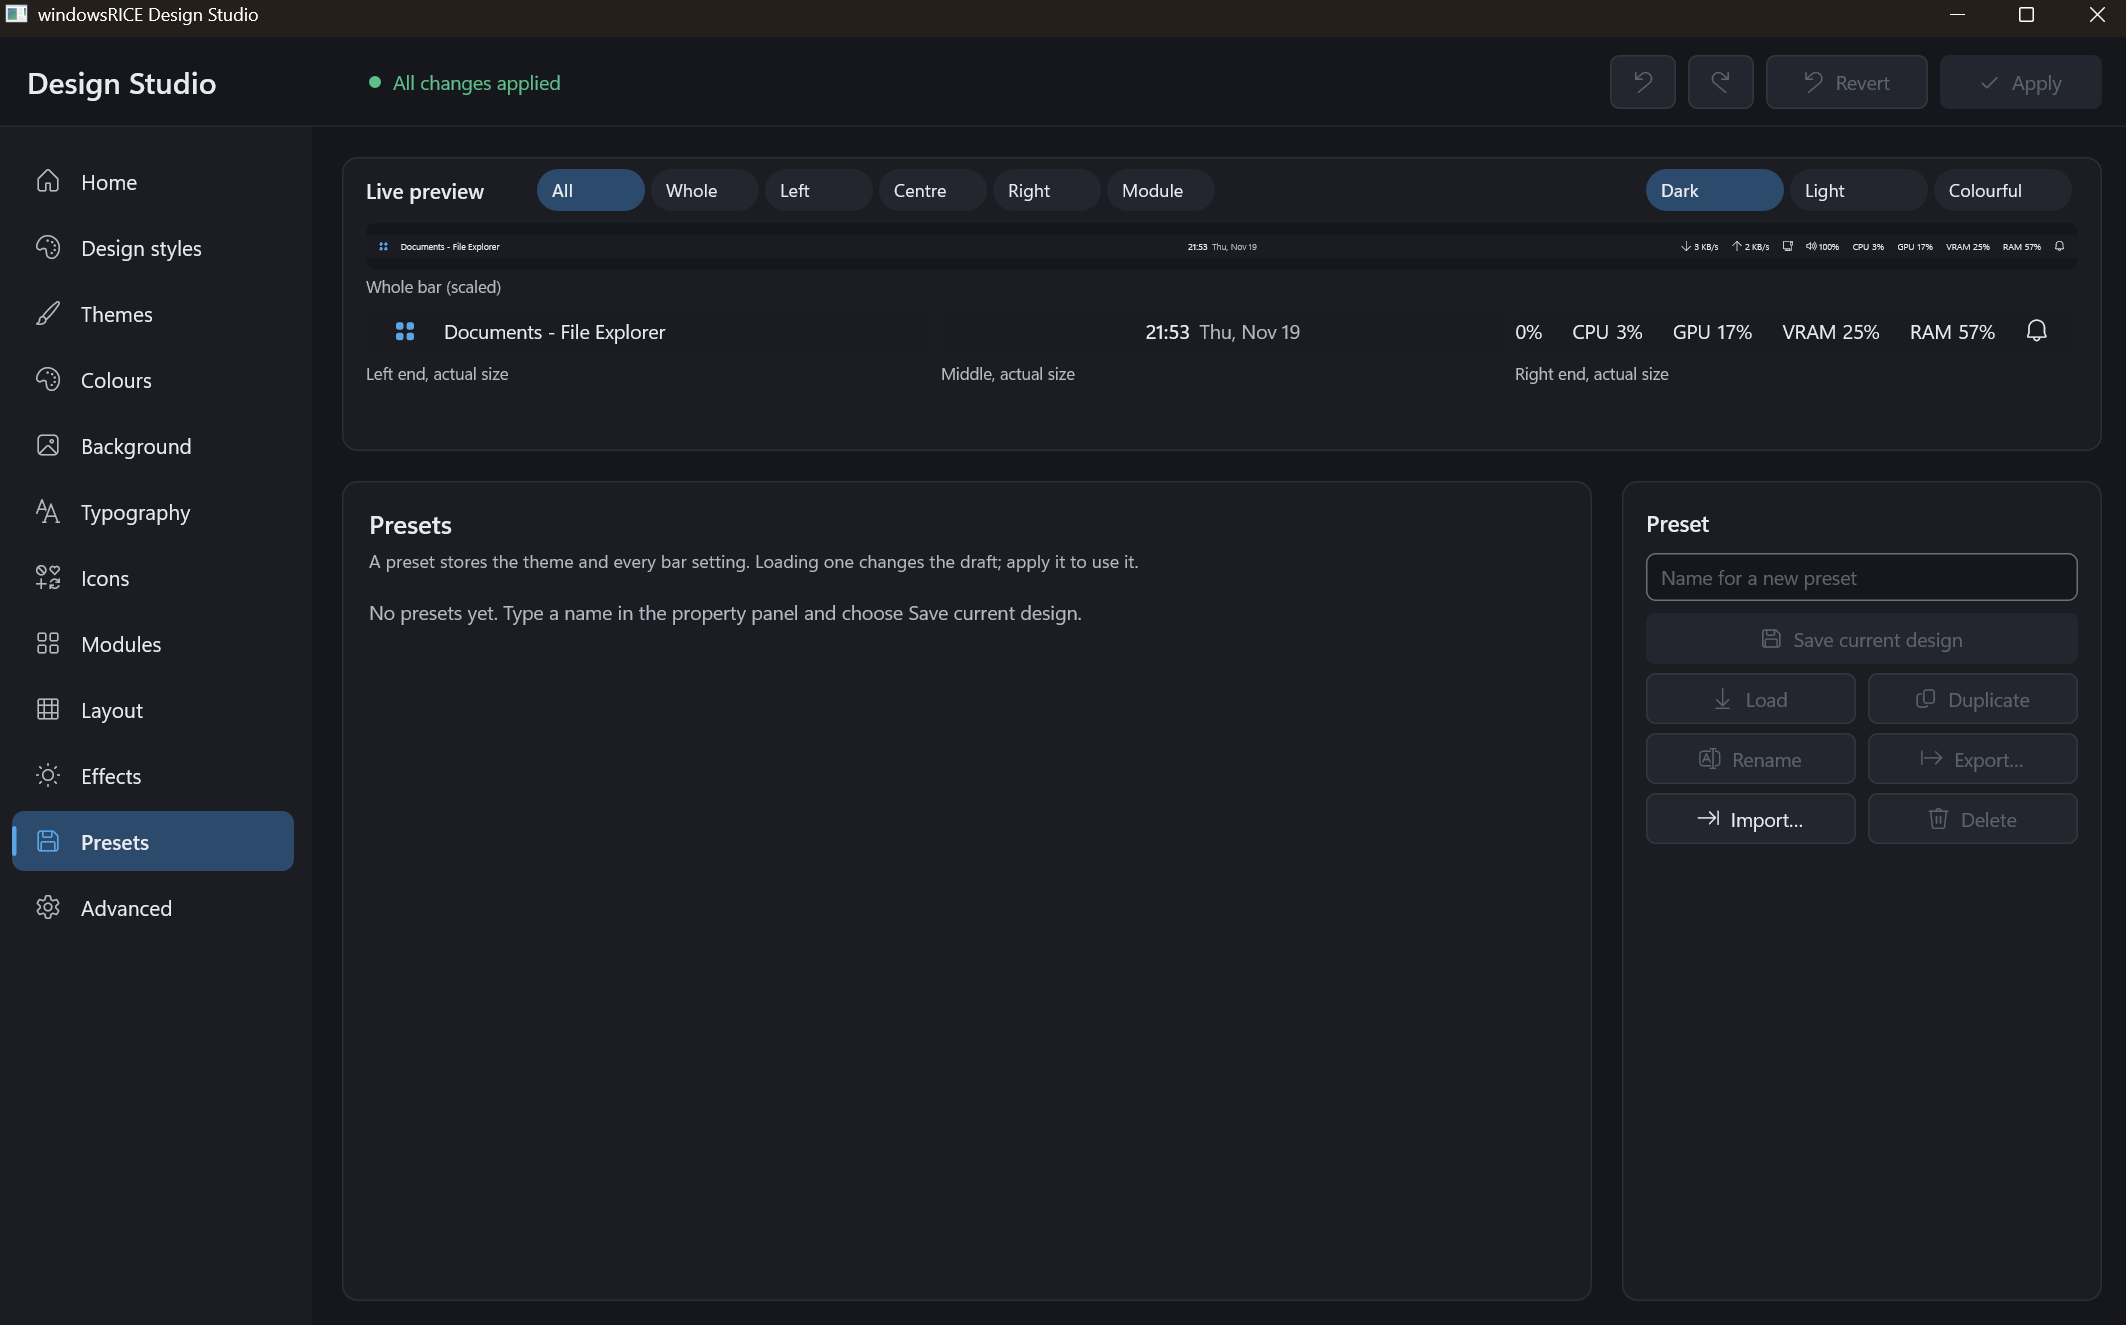 windowsRICE Design Studio
Design Studio
All changes applied
Revert
Apply
Home
Design styles
Themes
Colours
Background
Typography
Icons
Modules
Layout
Effects
Presets
Advanced
Live preview
All
Whole
Left
Centre
Right
Module
Dark
Light
Colourful
Documents - File Explorer
21:53 Thu, Nov 19
3 KB/s 2 KB/s 100% CPU 3% GPU 17% VRAM 25% RAM 57%
Whole bar (scaled)
Documents - File Explorer
21:53 Thu, Nov 19
0% CPU 3% GPU 17% VRAM 25% RAM 57%
Left end, actual size
Middle, actual size
Right end, actual size
Presets
A preset stores the theme and every bar setting. Loading one changes the draft; apply it to use it.
No presets yet. Type a name in the property panel and choose Save current design.
Preset
Name for a new preset
Save current design
Load
Duplicate
Rename
Export...
Import...
Delete